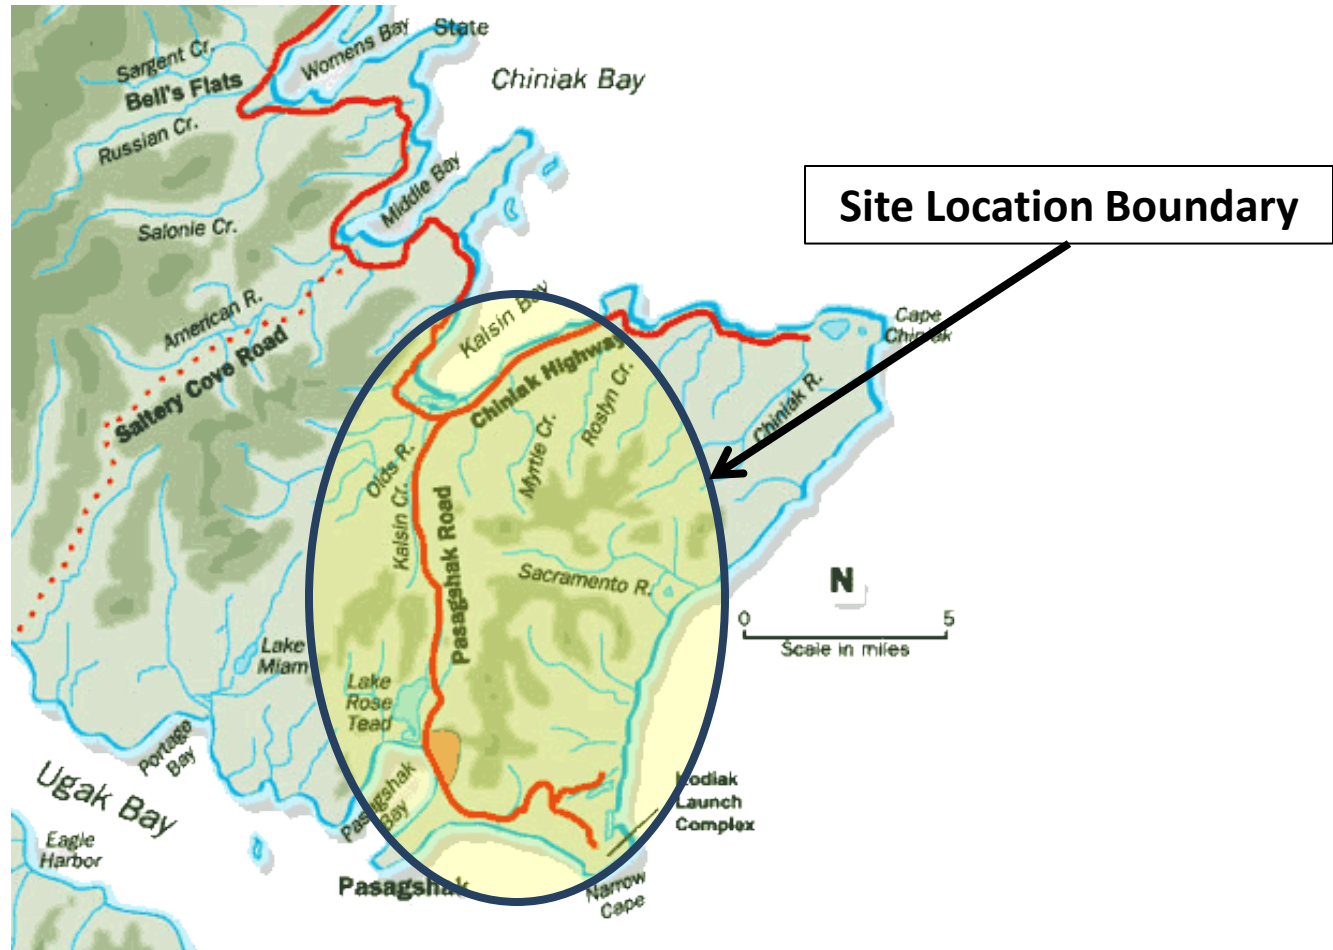 Sargent Cr.
Bell's Flats
Russian Cr.
Womens Bay
State
Chiniak Bay
Salonie Cr.
Middle Bay
Site Location Boundary
American R.
Saltery Cove Road
Kalsin Bay
Cape
Chiniak
Chiniak Highway
Roslyn Cr.
Chiniak R.
Myrtle Cr.
Olds R.
Kalsin Cr.
Pasagshak Road
Sacramento R.
N
0 5
Scale in miles
Lake
Miam
Lake
Rose
Tead
Portage
Bay
Ugak Bay
Pasagshak
Bay
Kodiak
Launch
Complex
Eagle
Harbor
Pasagshak
Narrow
Cape